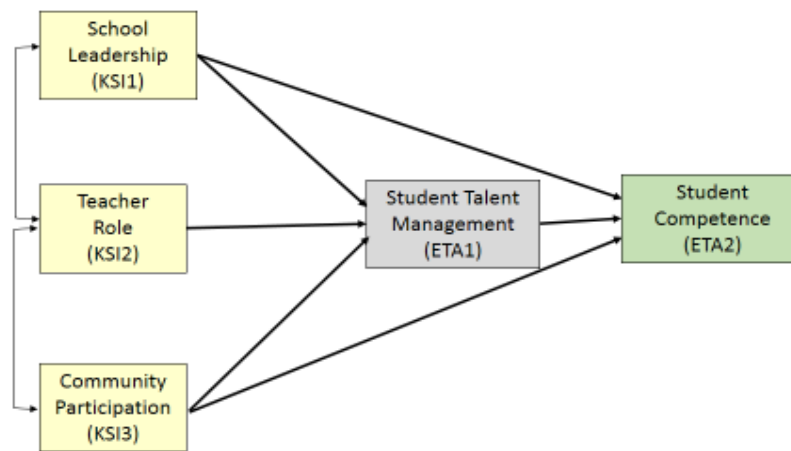 School
Leadership
(KSI1)
Teacher
Role
(KSI2)
Student Talent
Management
(ETA1)
Student
Competence
(ETA2)
Community
Participation
(KSI3)